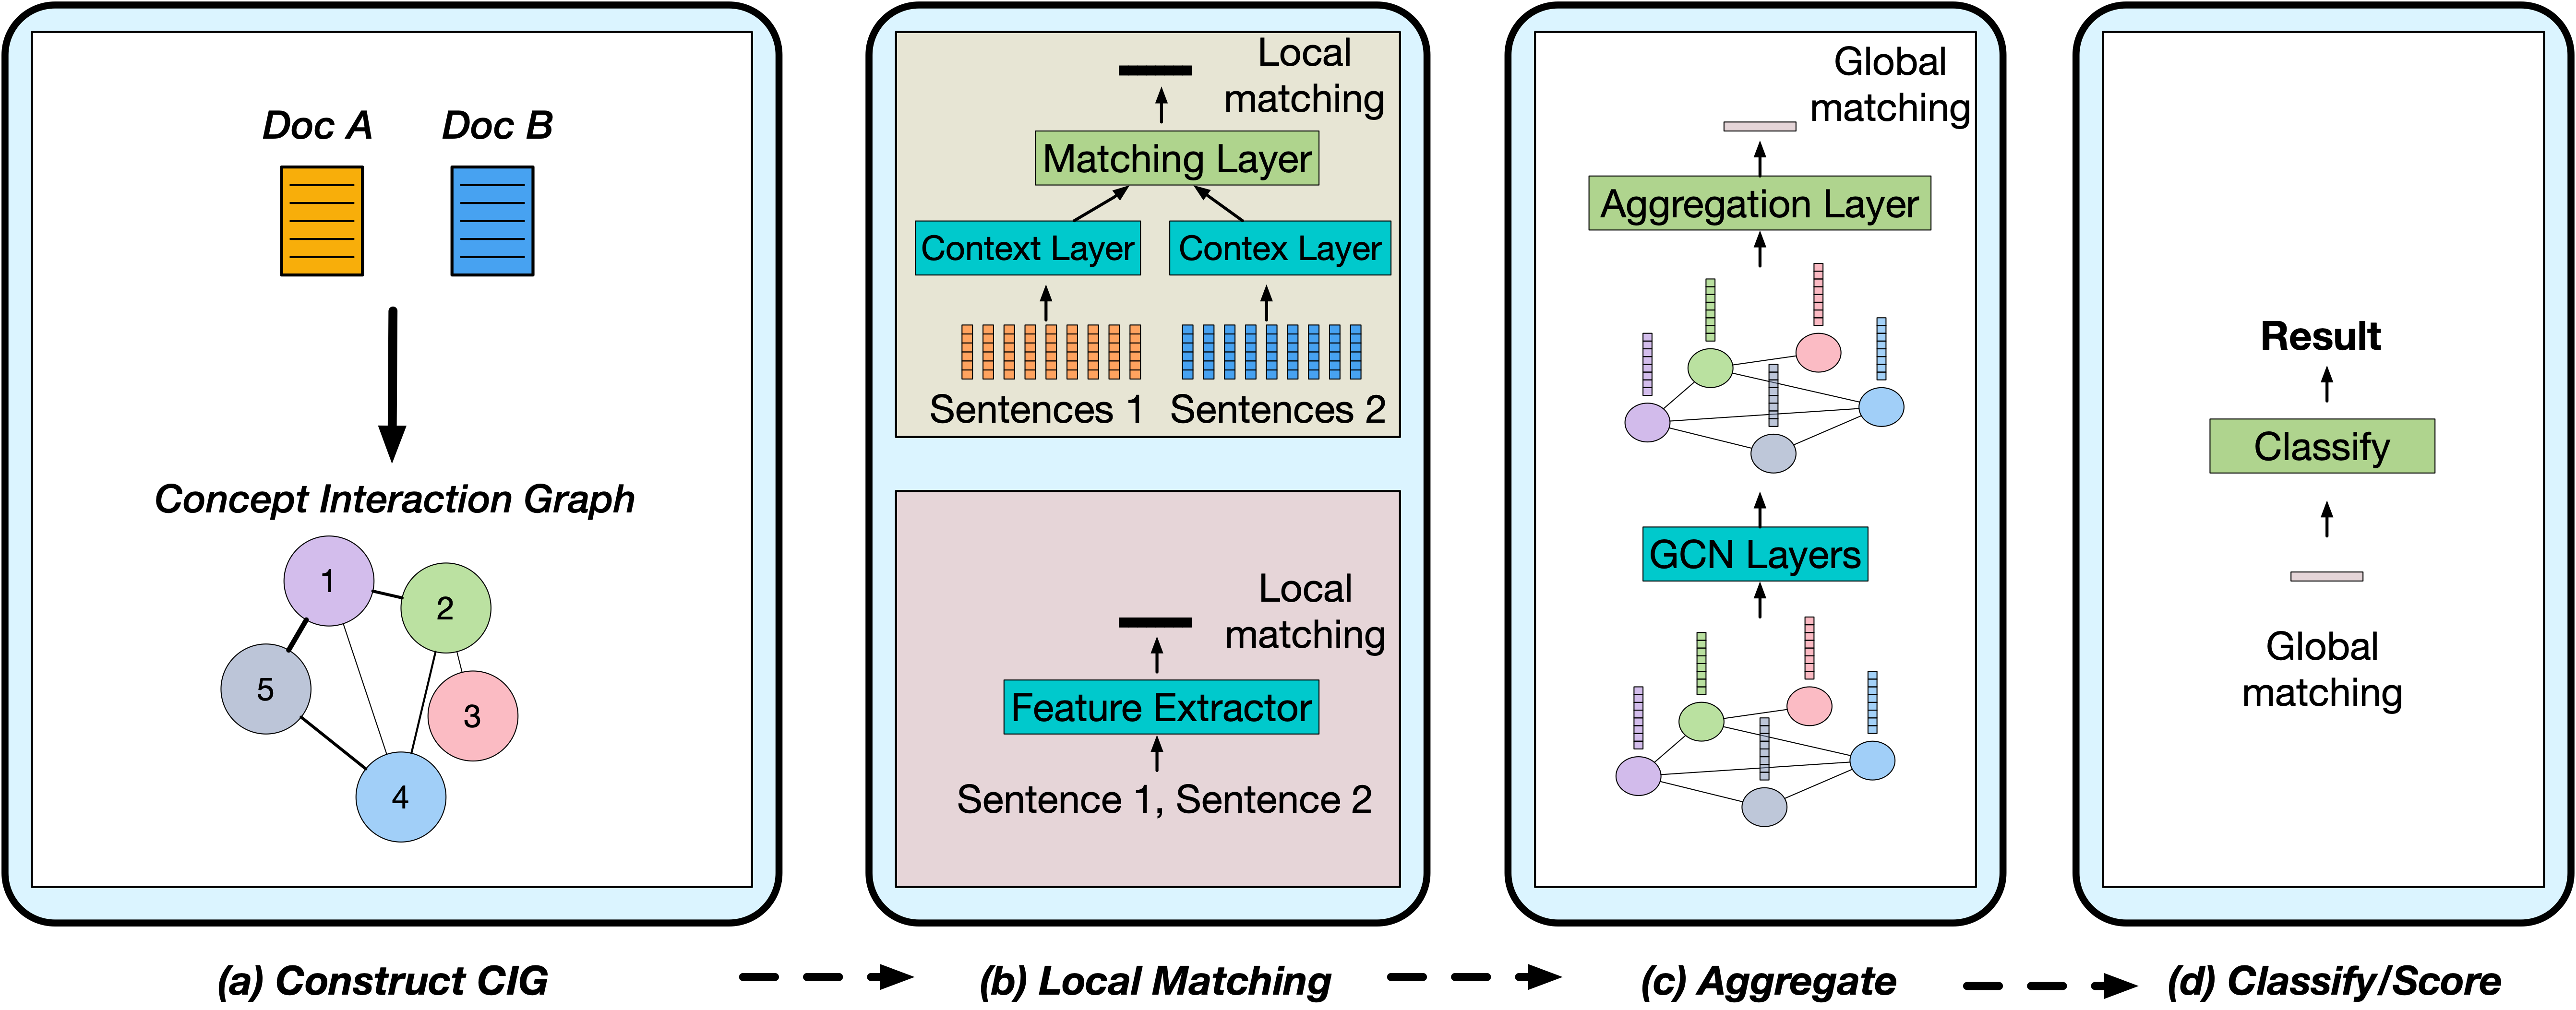 Doc A
Doc B
Concept Interaction Graph
1
2
5
3
4
(a) Construct CIG
Local
matching
Matching Layer
Context Layer
Contex Layer
Sentences 1
Sentences 2
Local
matching
Feature Extractor
Sentence 1, Sentence 2
(b) Local Matching
Global
matching
Aggregation Layer
GCN Layers
(c) Aggregate
Result
Classify
Global
matching
(d) Classify/Score